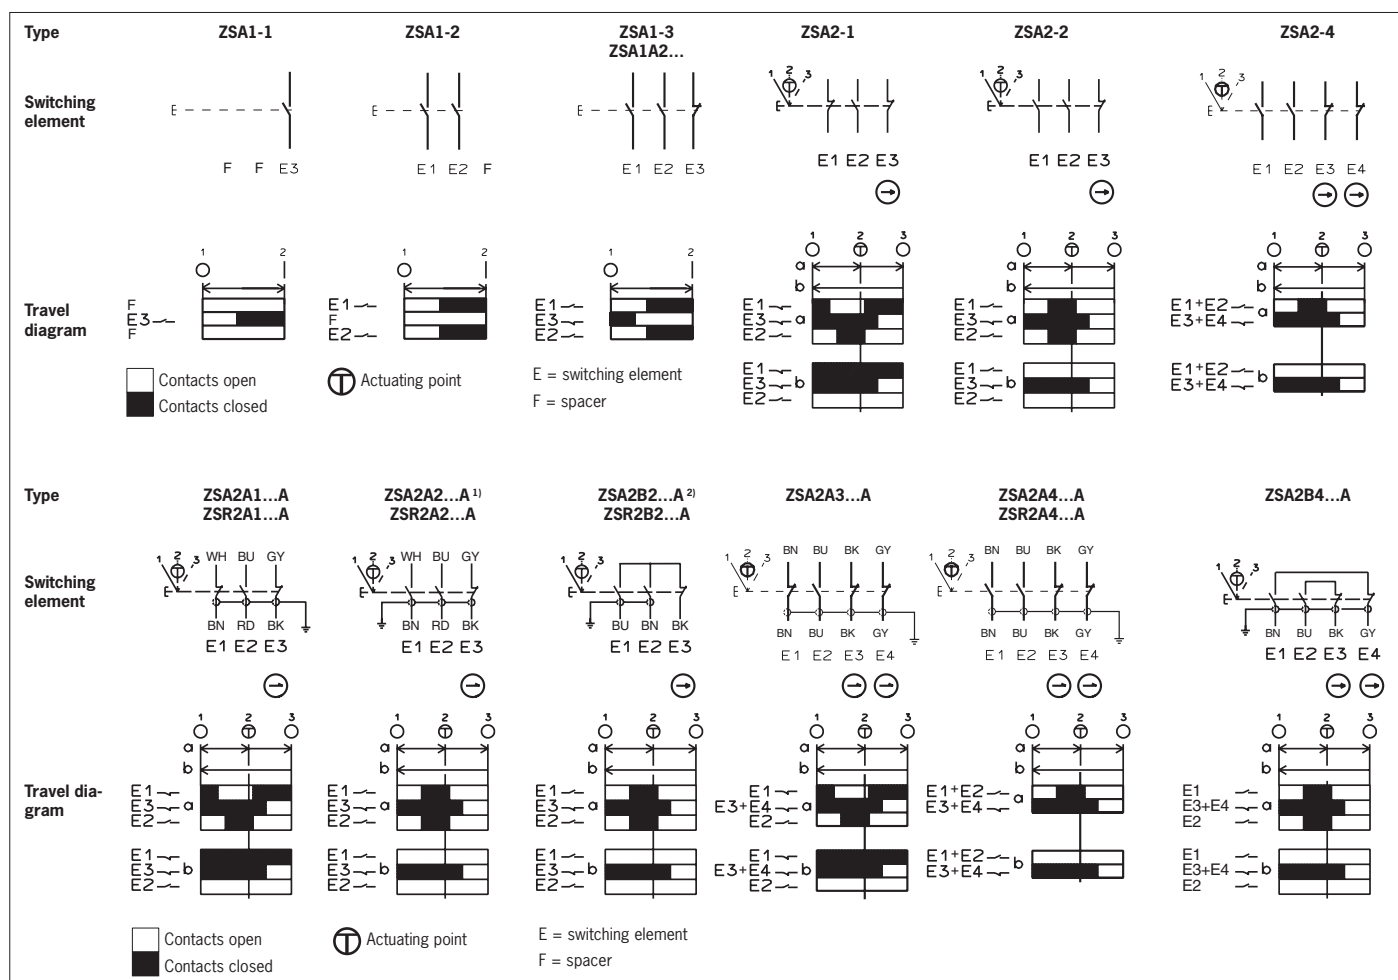 Type ZSA1-1 ZSA1-2 ZSA1-3 ZSA2-1 ZSA2-2 ZSA2-4
ZSA1A2...
1 2 3 1 2 3 1 2 3
Switching
element
E E E E E E
F F E3 E1 E2 F E1 E2 E3 E1 E2 E3 E1 E2 E3 E1 E2 E3 E4
1 2 1 2 1 2 1 2 3 1 2 3 1 2 3
a a a
b b b
Travel
diagram
F E1 E1 E1 E1 E1+E2
E3 F E3 E3 a E3 a E3+E4 a
F E2 E2 E2 E2
E1 E1 E1+E2
E3 b E3 b E3+E4 b
E2 E2
Contacts open
Contacts closed
T Actuating point
E = switching element
F = spacer
Type ZSA2A1...A ZSA2A2...A 1) ZSA2B2...A 2) ZSA2A3...A ZSA2A4...A ZSA2B4...A
ZSR2A1...A ZSR2A2...A ZSR2B2...A ZSR2A4...A
1 2 3 WH BU GY 1 2 3 WH BU GY 1 2 3 1 2 3 BN BU BK GY 1 2 3 BN BU BK GY 1 2 3
Switching
element
E E E E E E
BN RD BK BN RD BK BU BN BK BN BU BK GY BN BU BK GY BN BU BK GY
E1 E2 E3 E1 E2 E3 E1 E2 E3 E1 E2 E3 E4 E1 E2 E3 E4 E1 E2 E3 E4
1 2 3 1 2 3 1 2 3 1 2 3 1 2 3 1 2 3
a a a a a a
b b b b b b
Travel dia-
gram
E1 E1 E1 E1 E1+E2 E1
E3 a E3 a E3 a E3+E4 a E3+E4 a E3+E4 a
E2 E2 E2 E2 E2
E1 E1 E1 E1 E1+E2 E1
E3 b E3 b E3 b E3+E4 b E3+E4 b E3+E4 b
E2 E2 E2 E2 E2
Contacts open
Contacts closed
T Actuating point
E = switching element
F = spacer